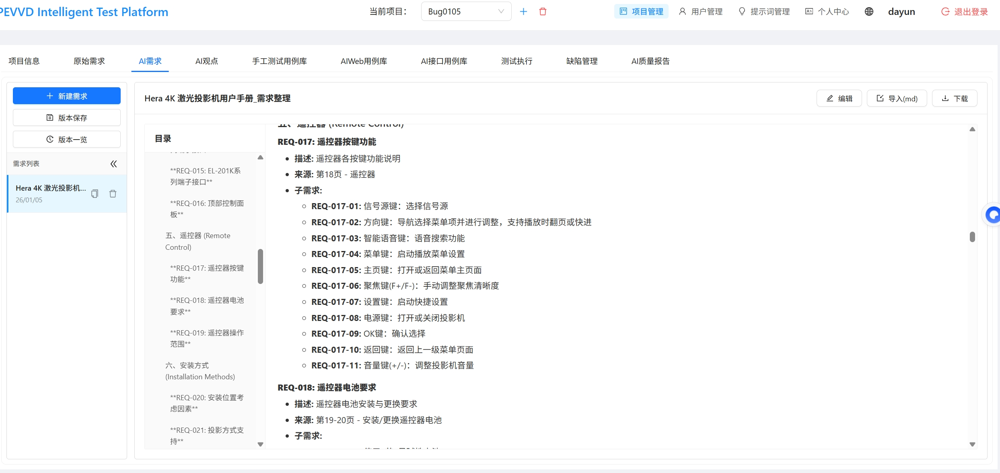 PEVVD Intelligent Test Platform
当前项目：
Bug0105
项目管理
用户管理
提示词管理
个人中心
dayun
退出登录
项目信息
原始需求
AI需求
AI观点
手工测试用例库
AIWeb用例库
AI接口用例库
测试执行
缺陷管理
AI质量报告
新建需求
版本保存
版本一览
需求列表
Hera 4K 激光投影机...
26/01/05
Hera 4K 激光投影机用户手册_需求整理
编辑
导入(md)
下载
目录
**REQ-015: EL-201K系
列端子接口**
**REQ-016: 顶部控制面
板**
五、遥控器 (Remote
Control)
**REQ-017: 遥控器按键
功能**
**REQ-018: 遥控器电池
要求**
**REQ-019: 遥控器操作
范围**
六、安装方式
(Installation Methods)
**REQ-020: 安装位置考
虑因素**
**REQ-021: 投影方式支
持**
五、遥控器 (Remote Control)
REQ-017: 遥控器按键功能
描述: 遥控器各按键功能说明
来源: 第18页 - 遥控器
子需求:
REQ-017-01: 信号源键：选择信号源
REQ-017-02: 方向键：导航选择菜单项并进行调整，支持播放时翻页或快进
REQ-017-03: 智能语音键：语音搜索功能
REQ-017-04: 菜单键：启动播放菜单设置
REQ-017-05: 主页键：打开或返回菜单主页面
REQ-017-06: 聚焦键(F+/F-)：手动调整聚焦清晰度
REQ-017-07: 设置键：启动快捷设置
REQ-017-08: 电源键：打开或关闭投影机
REQ-017-09: OK键：确认选择
REQ-017-10: 返回键：返回上一级菜单页面
REQ-017-11: 音量键(+/-)：调整投影机音量
REQ-018: 遥控器电池要求
描述: 遥控器电池安装与更换要求
来源: 第19-20页 - 安装/更换遥控器电池
子需求: